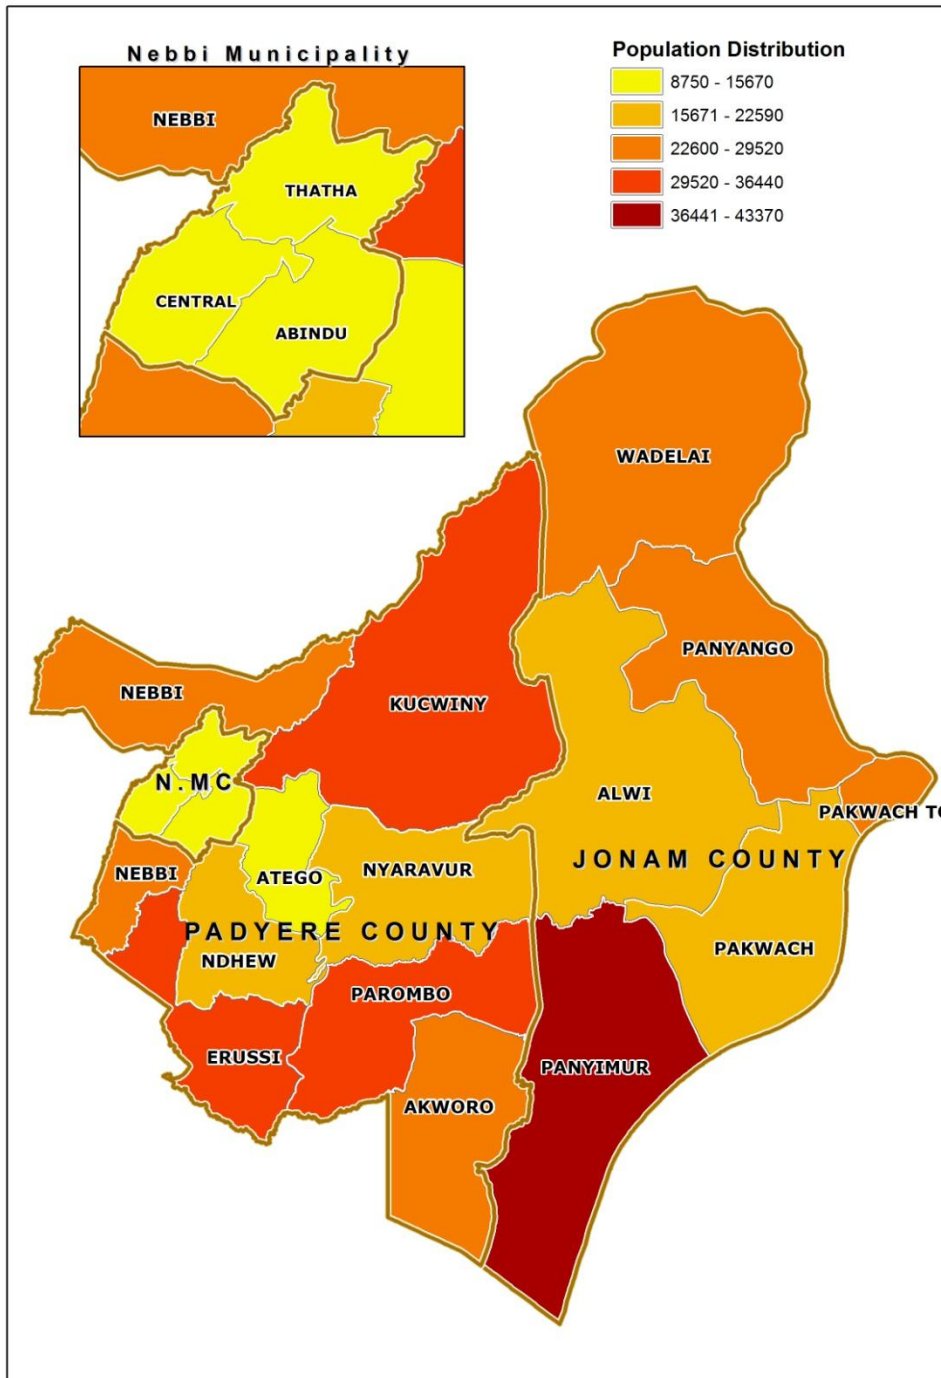 Nebbi Municipality
NEBBI
THATHA
CENTRAL
ABINDU
Population Distribution
8750 - 15670
15671 - 22590
22600 - 29520
29520 - 36440
36441 - 43370
WADELAI
PANYANGO
NEBBI
KUCWINY
N.MC
ALWI
PAKWACH TC
JONAM COUNTY
NEBBI
ATEGO
NYARAVUR
PADYERE COUNTY
PAKWACH
NDHEW
PAROMBO
ERUSSI
PANYIMUR
AKWORO